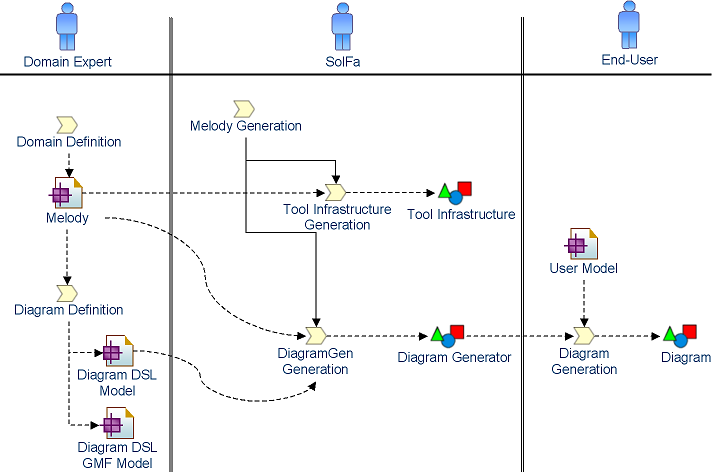 Domain Expert
SolFa
End-User
Domain Definition
Melody Generation
Melody
Tool Infrastructure
Generation
Tool Infrastructure
User Model
Diagram Definition
DiagramGen
Generation
Diagram Generator
Diagram
Generation
Diagram
Diagram DSL
Model
Diagram DSL
GMF Model